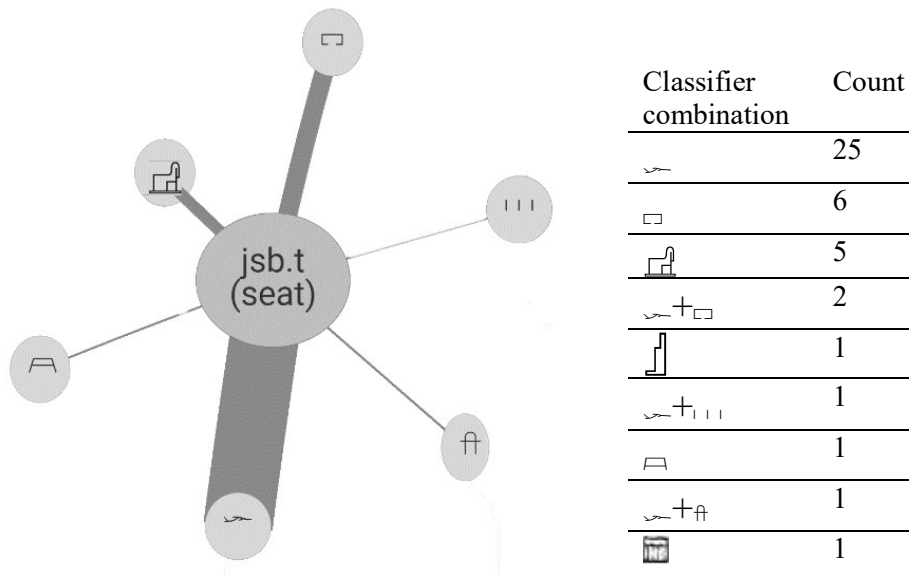 jsb.t
(seat)
Classifier Count
combination
𓆱 25
𓉐 6
5
𓆱+𓉐 2
𓊨 1
𓆱+𓏥 1
1
𓆱+ 1
1